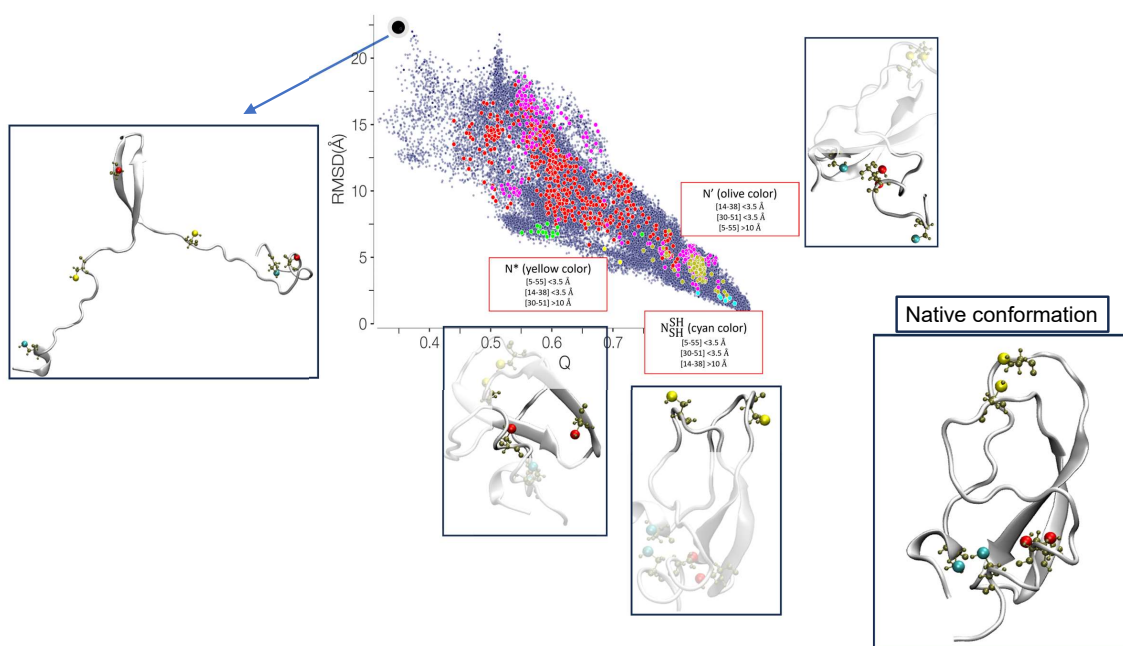 RMSD(Å)
20
15
10
5
0
0.4
0.5
0.6
0.7
Q
N' (olive color)
[14-38] <3.5 Å
[30-51] <3.5 Å
[5-55] >10 Å
N* (yellow color)
[5-55] <3.5 Å
[14-38] <3.5 Å
[30-51] >10 Å
N SH SH (cyan color)
[5-55] <3.5 Å
[30-51] <3.5 Å
[14-38] >10 Å
Native conformation